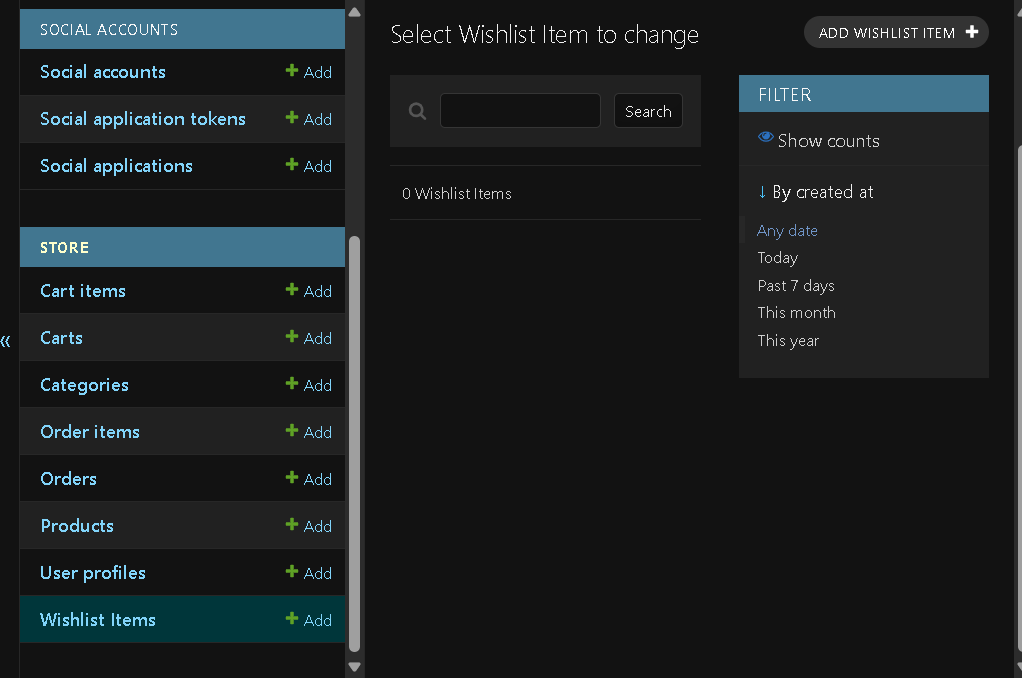 SOCIAL ACCOUNTS
Social accounts Add
Social application tokens Add
Social applications Add
STORE
Cart items Add
Carts Add
Categories Add
Order items Add
Orders Add
Products Add
User profiles Add
Wishlist Items Add
«
Select Wishlist Item to change
ADD WISHLIST ITEM
Search
0 Wishlist Items
FILTER
Show counts
↓ By created at
Any date
Today
Past 7 days
This month
This year